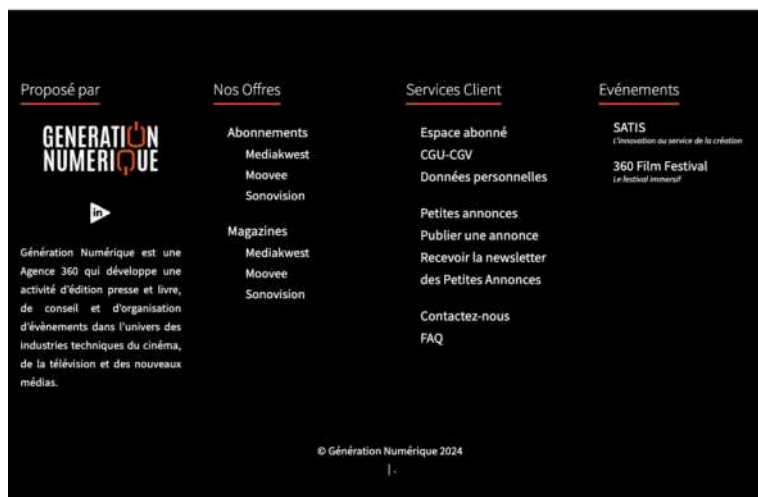 Proposé par
GENERATION
NUMERIQUE
in
Génération Numérique est une
Agence 360 qui développe une
activité d'édition presse et livre,
de conseil et d'organisation
d'évènements dans l'univers des
industries techniques du cinéma,
de la télévision et des nouveaux
médias.
Nos Offres
Abonnements
Mediakwest
Moovee
Sonovision
Magazines
Mediakwest
Moovee
Sonovision
Services Client
Espace abonné
CGU-CGV
Données personnelles
Petites annonces
Publier une annonce
Recevoir la newsletter
des Petites Annonces
Contactez-nous
FAQ
Evénements
SATIS
L'innovation au service de la création
360 Film Festival
Le festival immersif
© Génération Numérique 2024
| .